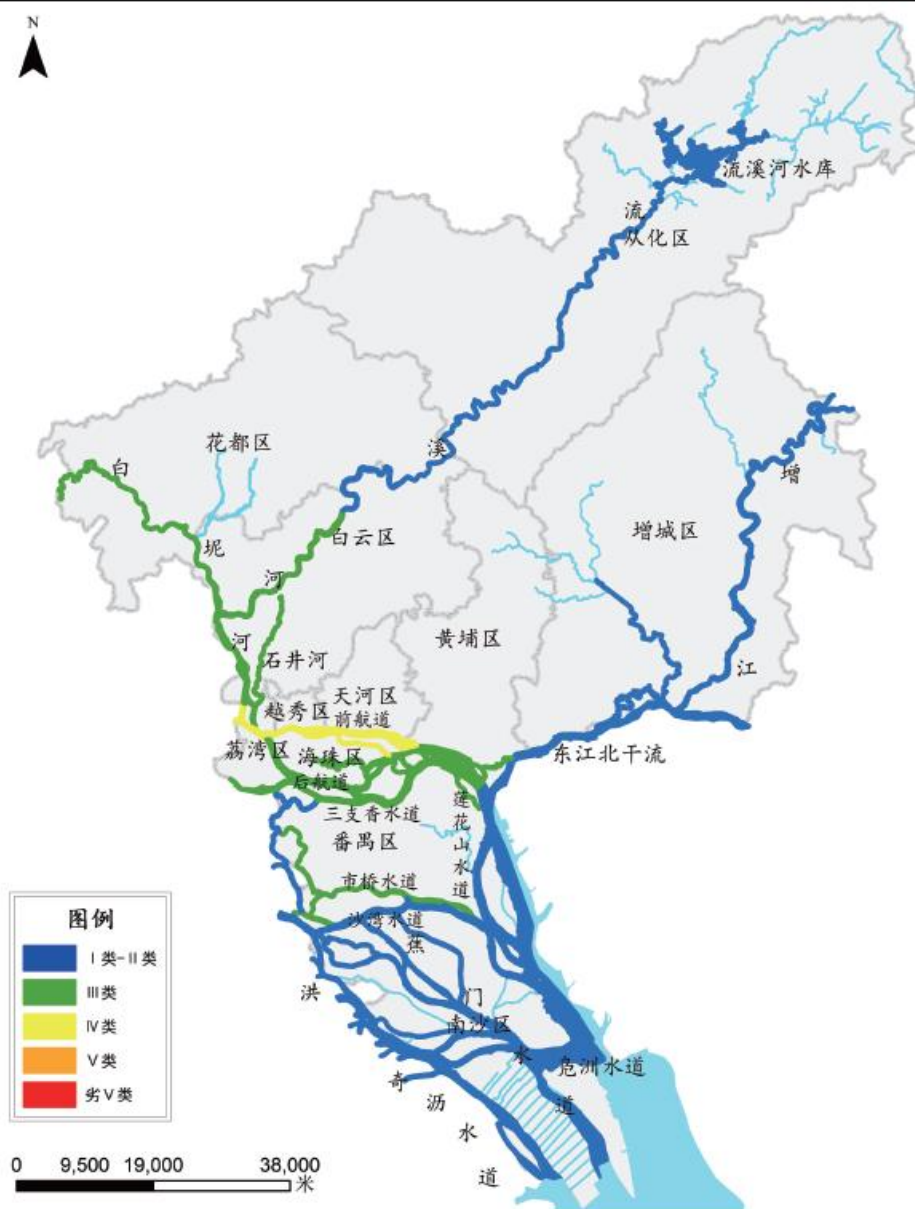 N
流溪河水库
流
从化区
花都区
溪
白
增
坭
白云区
增城区
河
黄埔区
河
石井河
江
天河区
越秀区
前航道
荔湾区
海珠区
东江北干流
后航道
三支香水道
莲花山水道
番禺区
市桥水道
沙湾水道
蕉
洪
门
南沙区
水
凫洲水道
奇
沥
道
水
道
图例
I类-II类
III类
IV类
V类
劣V类
0 9,500 19,000 38,000
米